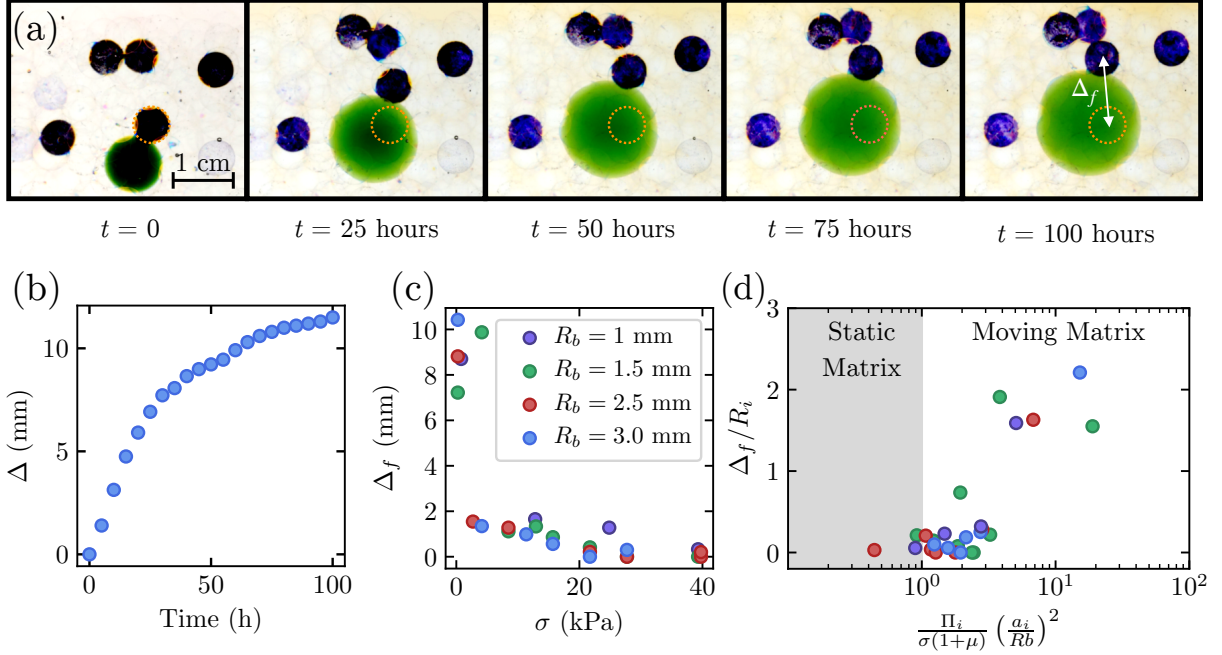 (a)
1 cm
Δ_f
t = 0
t = 25 hours
t = 50 hours
t = 75 hours
t = 100 hours
(b)
10
5
0
Δ (mm)
0
50
100
Time (h)
(c)
10
8
6
4
2
0
Δ_f (mm)
R_b = 1 mm
R_b = 1.5 mm
R_b = 2.5 mm
R_b = 3.0 mm
0
20
40
σ (kPa)
(d)
Static
Matrix
Moving Matrix
3
2
1
0
Δ_f/R_i
10^0
10^1
10^2
Π_i/σ(1+μ) (a_i/Rb)^2